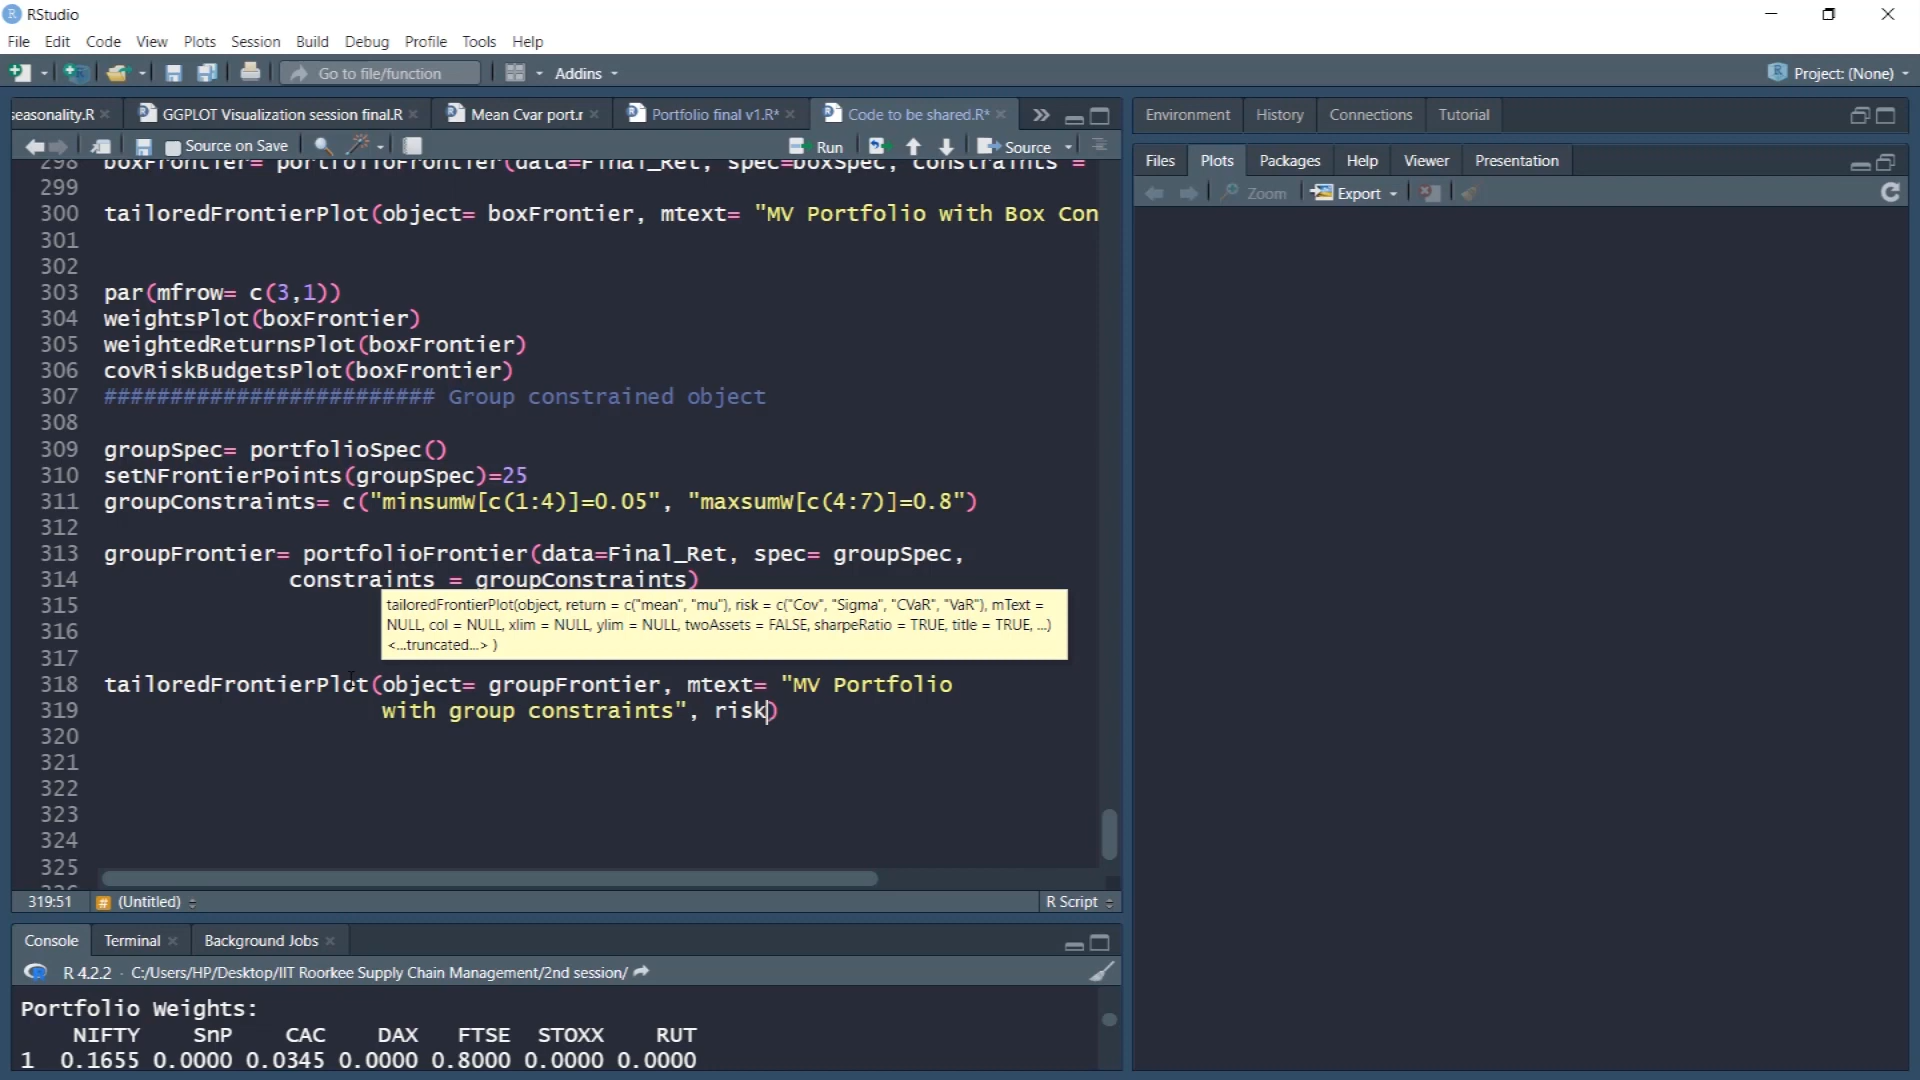 RStudio
File Edit Code View Plots Session Build Debug Profile Tools Help
Go to file/function Addins Project: (None)
seasonality.R GGPLOT Visualization session final.R Mean Cvar port.r Portfolio final v1.R* Code to be shared.R*
Source on Save Run Source
298 boxFrontier= portfolioFrontier(data=Final_Ret, spec=boxSpec, constraints =
299
300 tailoredFrontierPlot(object= boxFrontier, mtext= "MV Portfolio with Box Con
301
302
303 par(mfrow= c(3,1))
304 weightsPlot(boxFrontier)
305 weightedReturnsPlot(boxFrontier)
306 covRiskBudgetsPlot(boxFrontier)
307 ######################### Group constrained object
308
309 groupSpec= portfolioSpec()
310 setNFrontierPoints(groupSpec)=25
311 groupConstraints= c("minsumW[c(1:4)]=0.05", "maxsumW[c(4:7)]=0.8")
312
313 groupFrontier= portfolioFrontier(data=Final_Ret, spec= groupSpec,
314 constraints = groupConstraints)
315
tailoredFrontierPlot(object, return = c("mean", "mu"), risk = c("Cov", "Sigma", "CVaR", "VaR"), mText =
316
NULL, col = NULL, xlim = NULL, ylim = NULL, twoAssets = FALSE, sharpeRatio = TRUE, title = TRUE, ...)
<...truncated...> )
317
318 tailoredFrontierPlot(object= groupFrontier, mtext= "MV Portfolio
319 with group constraints", risk)
320
321
322
323
324
325
326
319:51 # (Untitled) R Script
Console Terminal Background Jobs
R 4.2.2 · C:/Users/HP/Desktop/IIT Roorkee Supply Chain Management/2nd session/
Portfolio Weights:
NIFTY SnP CAC DAX FTSE STOXX RUT
1 0.1655 0.0000 0.0345 0.0000 0.8000 0.0000 0.0000
Environment History Connections Tutorial
Files Plots Packages Help Viewer Presentation
Zoom Export